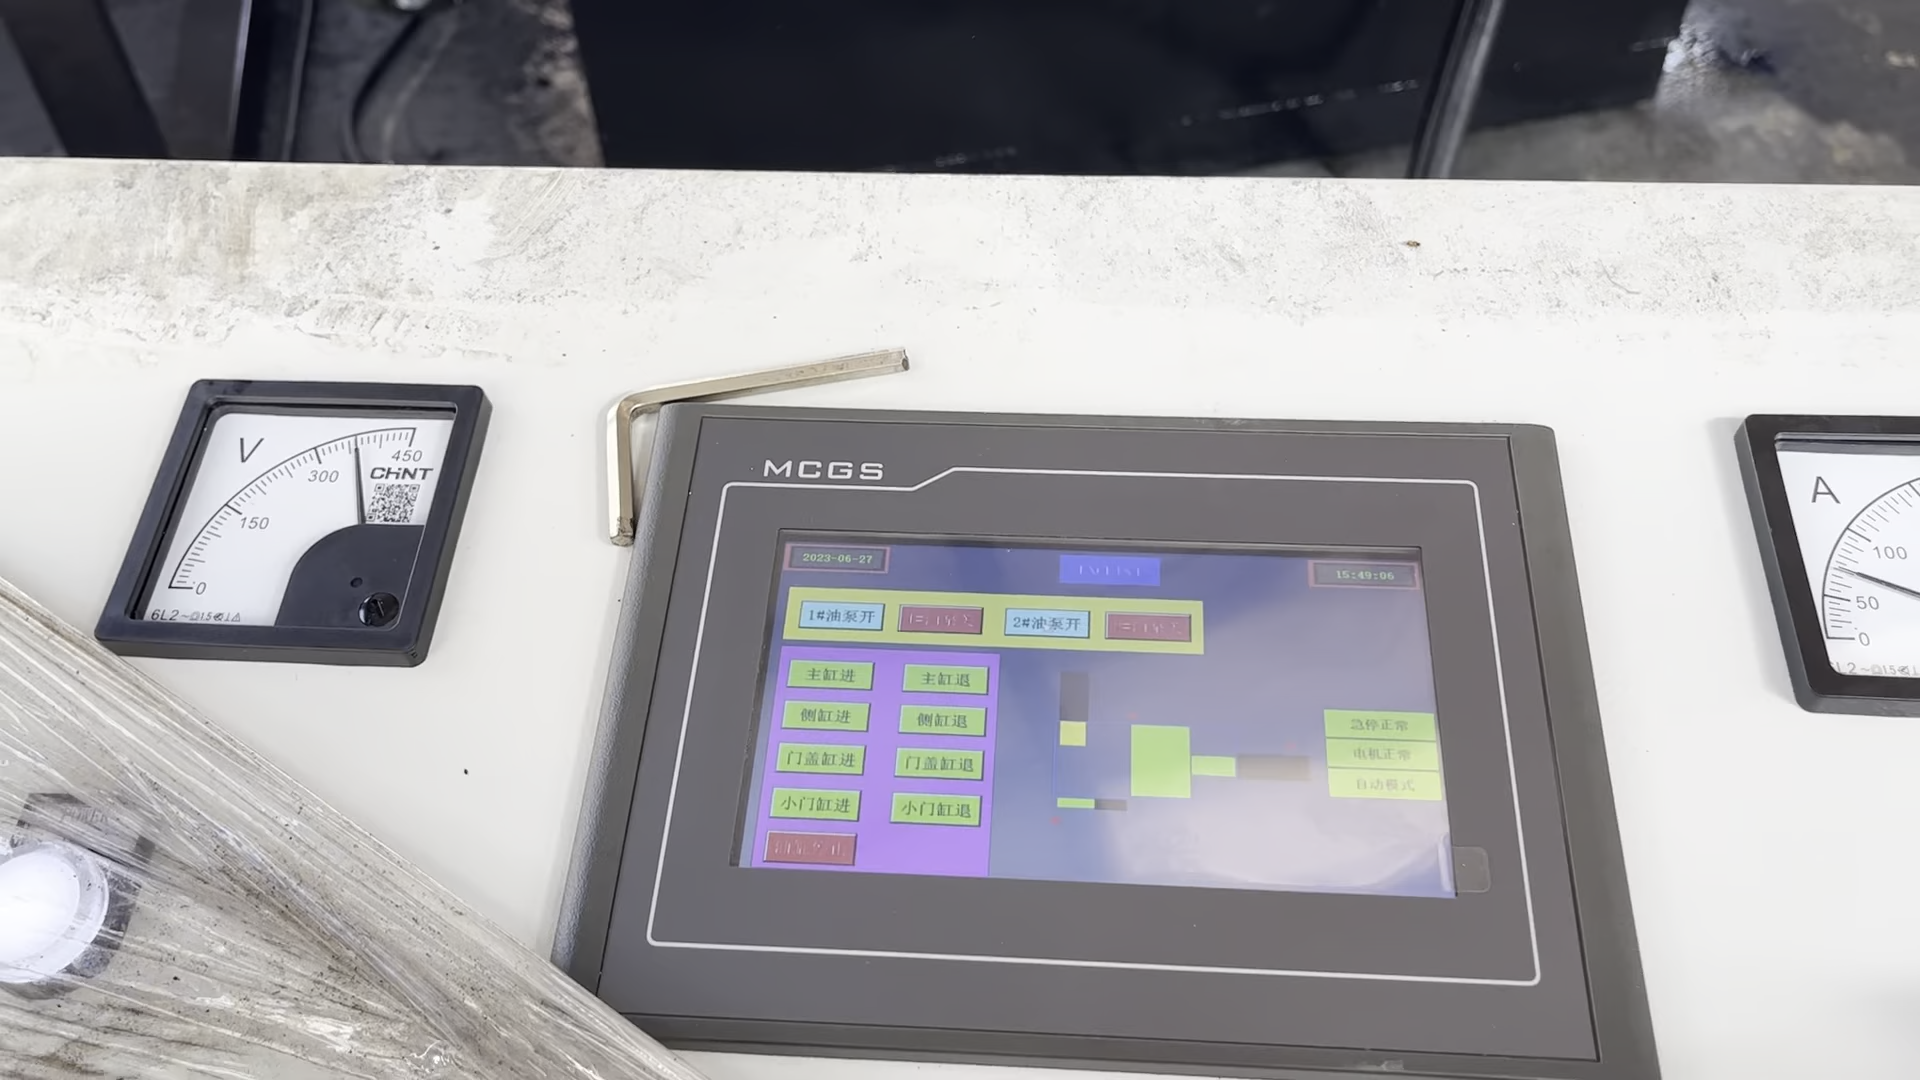 V
450
300
150
0
CHNT
6L2
MCGS
2023-06-27
15:49:06
1#油泵开
2#油泵开
主缸进
主缸退
侧缸进
侧缸退
门盖缸进
门盖缸退
小门缸进
小门缸退
急停正常
电机正常
自动模式
A
100
50
0
POWER